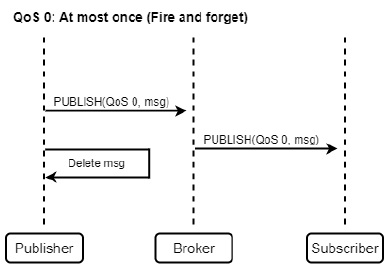 QoS 0: At most once (Fire and forget)
PUBLISH(QoS 0, msg)
PUBLISH(QoS 0, msg)
Delete msg
Publisher
Broker
Subscriber